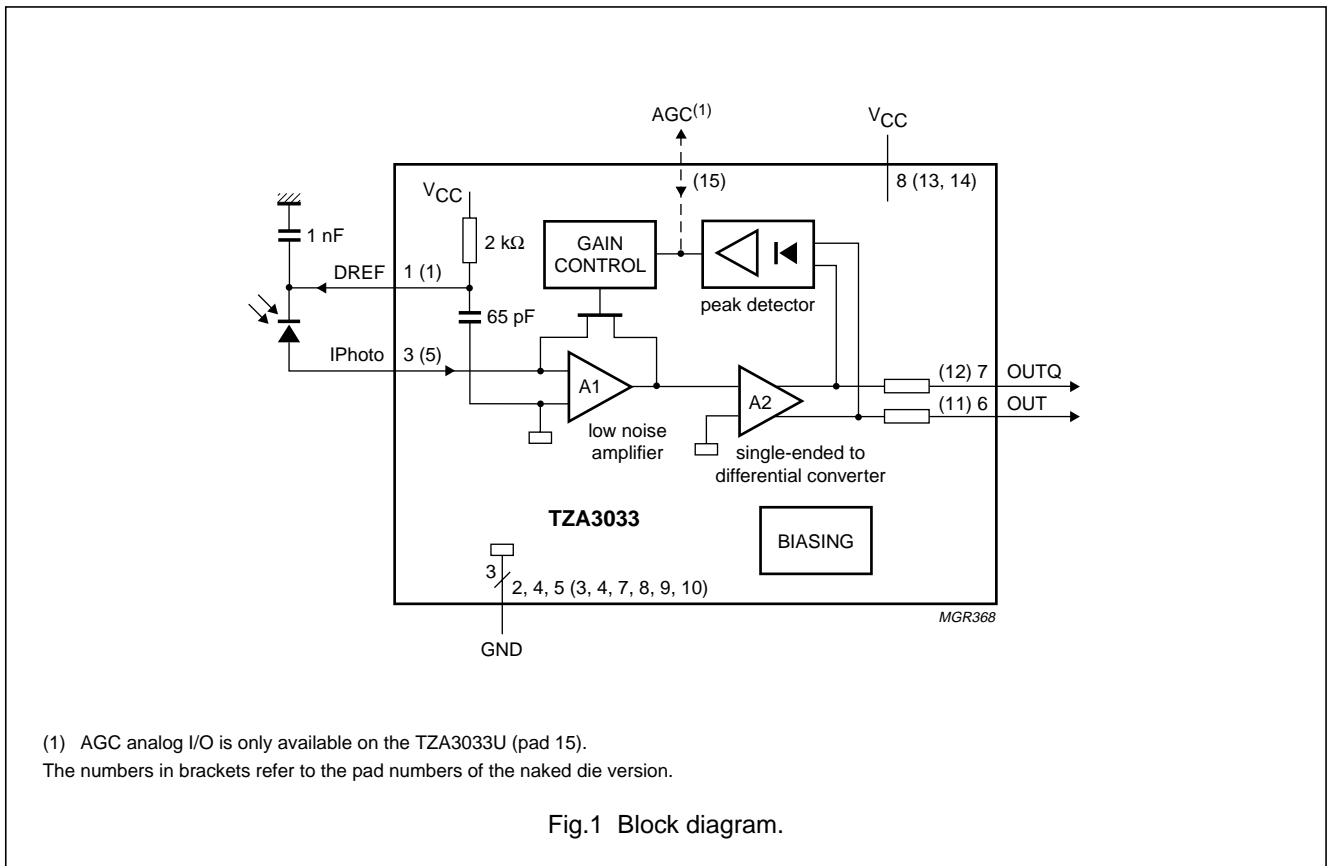 AGC(1)
VCC
(15)
8 (13, 14)
VCC
1 nF
2 kΩ
GAIN
CONTROL
DREF
1 (1)
peak detector
65 pF
IPhoto
3 (5)
A1
A2
(12) 7
OUTQ
(11) 6
OUT
low noise
amplifier
single-ended to
differential converter
TZA3033
BIASING
3
2, 4, 5 (3, 4, 7, 8, 9, 10)
MGR368
GND
(1) AGC analog I/O is only available on the TZA3033U (pad 15).
The numbers in brackets refer to the pad numbers of the naked die version.
Fig.1 Block diagram.